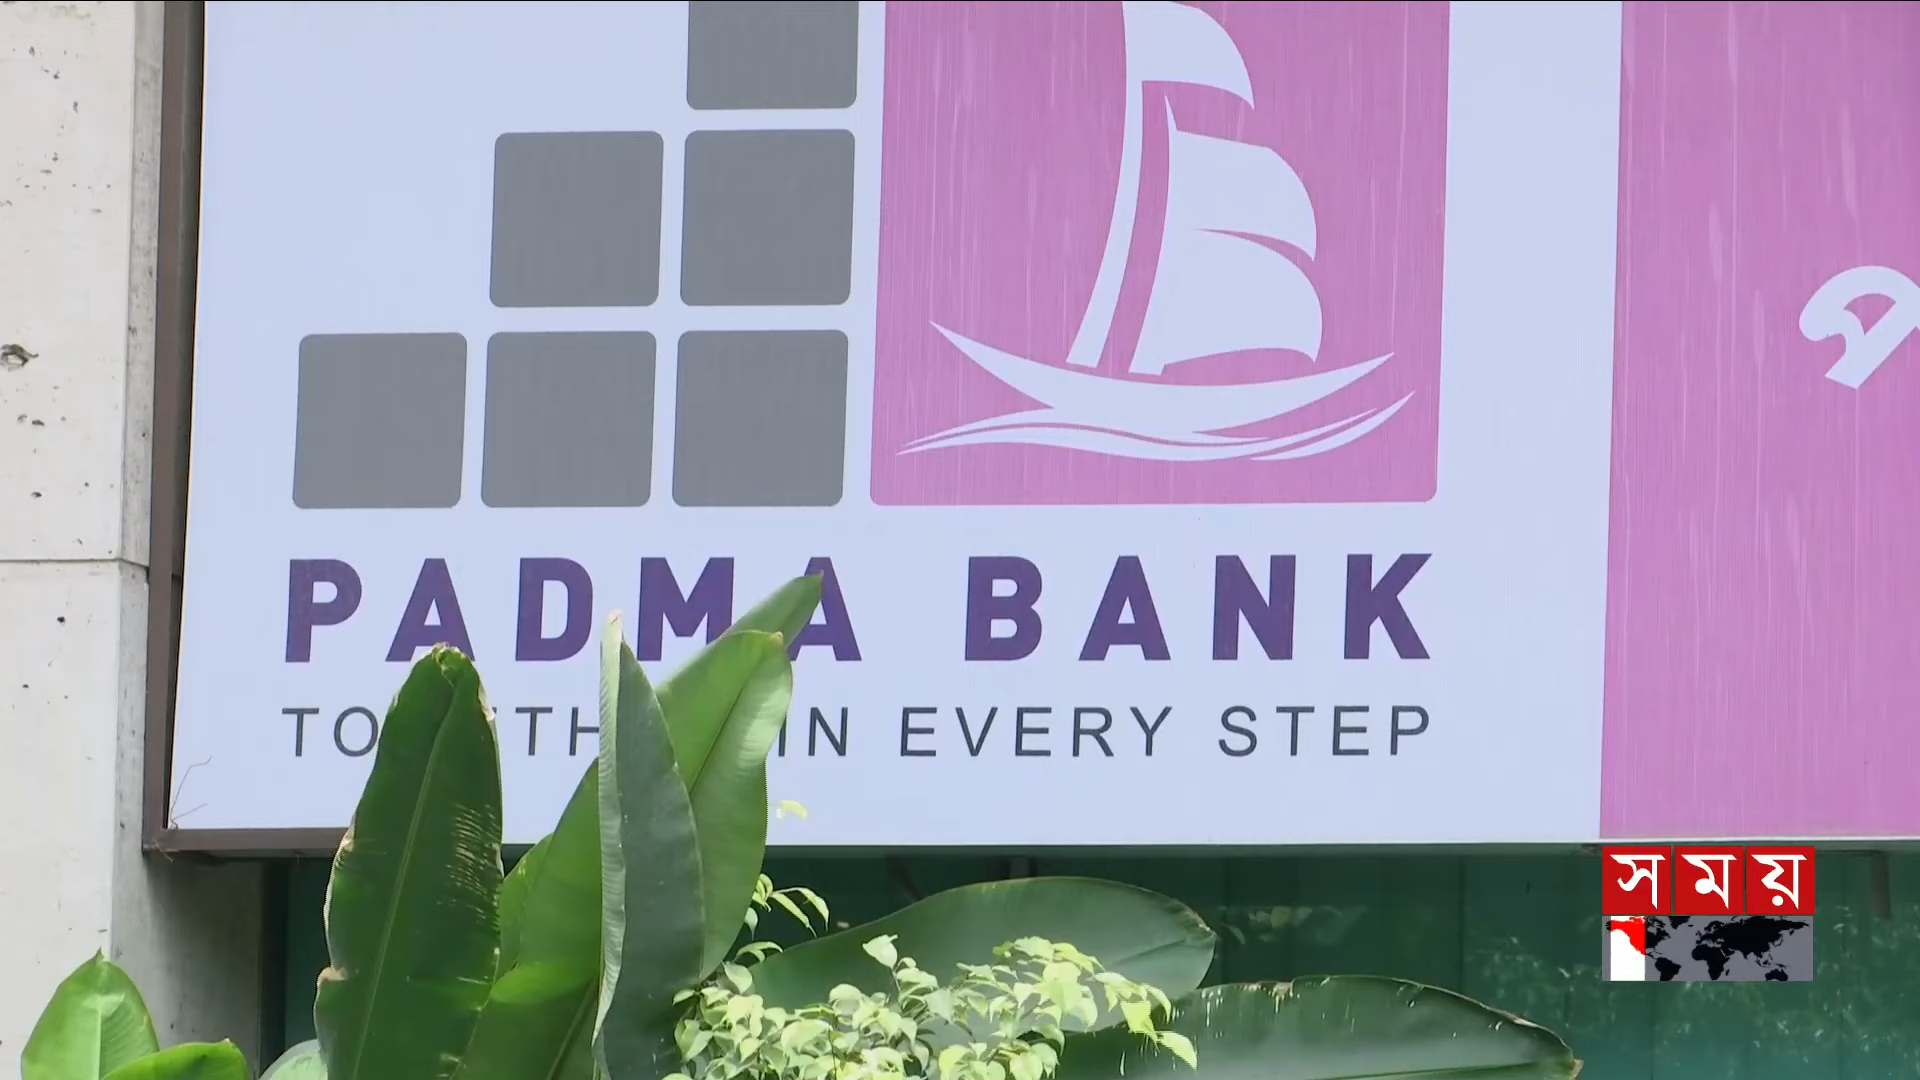 PADMA BANK
IN EVERY STEP
সময়